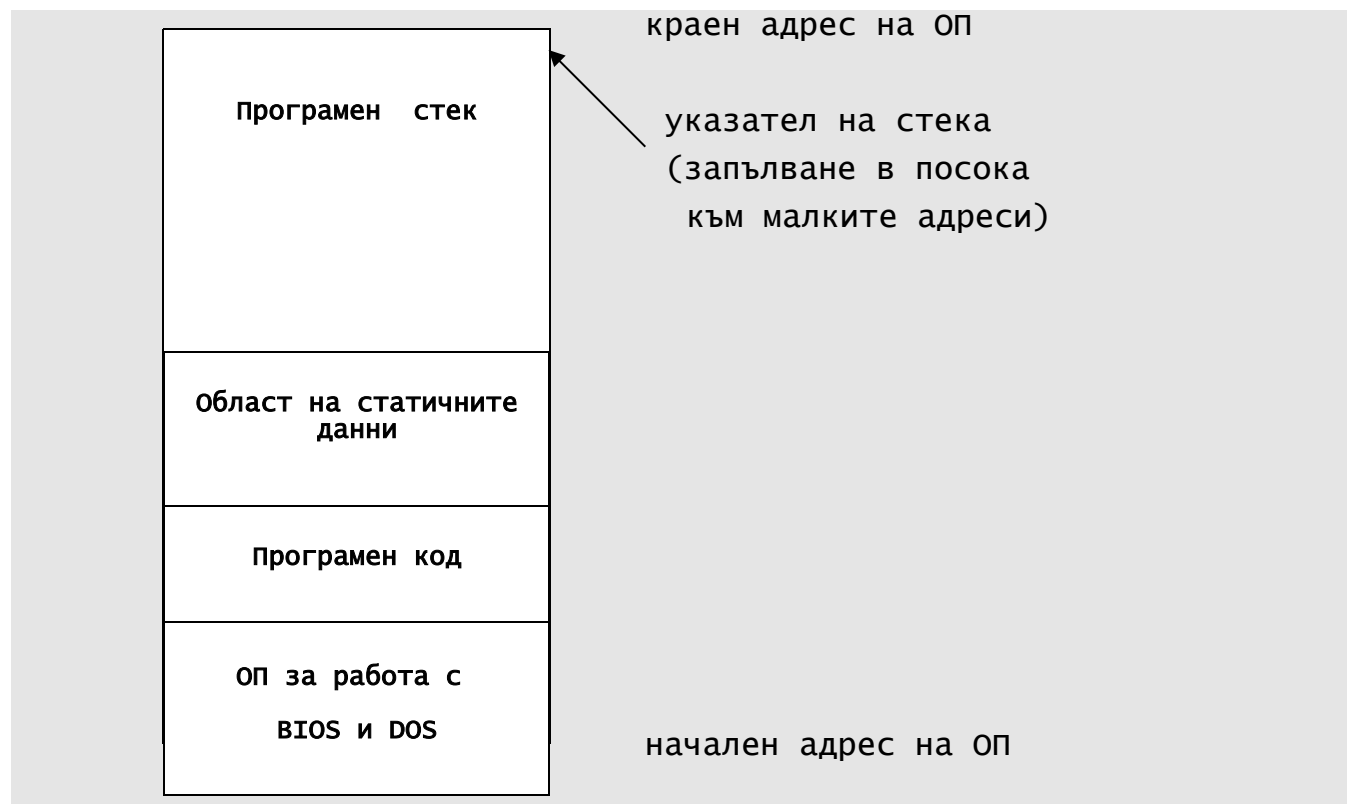 краен адрес на ОП
Програмен стек
указател на стека
(запълване в посока
към малките адреси)
Област на статичните
данни
Програмен код
ОП за работа с
BIOS и DOS
начален адрес на ОП